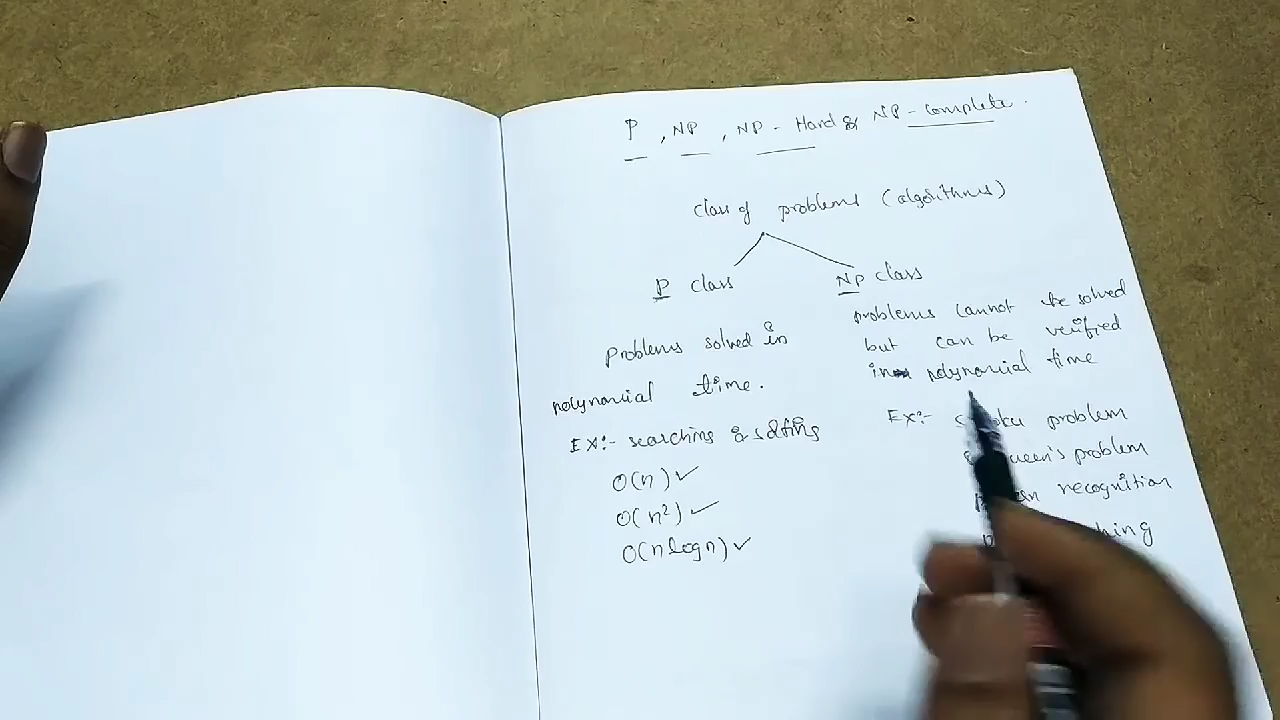 P, NP, NP - Hard & NP - Complete.
class of problems (algorithms)
P class
problems solved in
polynomial time.
Ex:- searching & sorting
O(n) ✓
O(n²) ✓
O(n log n) ✓
NP class
problems cannot be solved
but can be verified
in polynomial time
Ex:- problem
problem
recognition